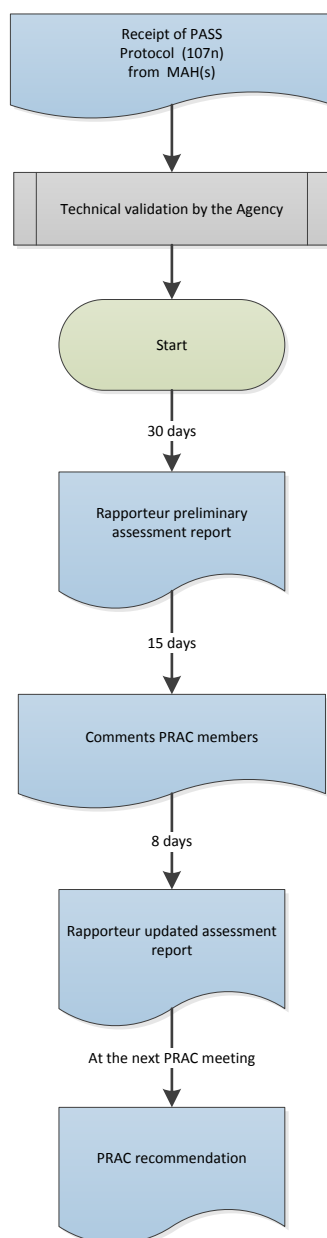 Receipt of PASS
Protocol (107n)
from MAH(s)
Technical validation by the Agency
Start
30 days
Rapporteur preliminary
assessment report
15 days
Comments PRAC members
8 days
Rapporteur updated assessment
report
At the next PRAC meeting
PRAC recommendation